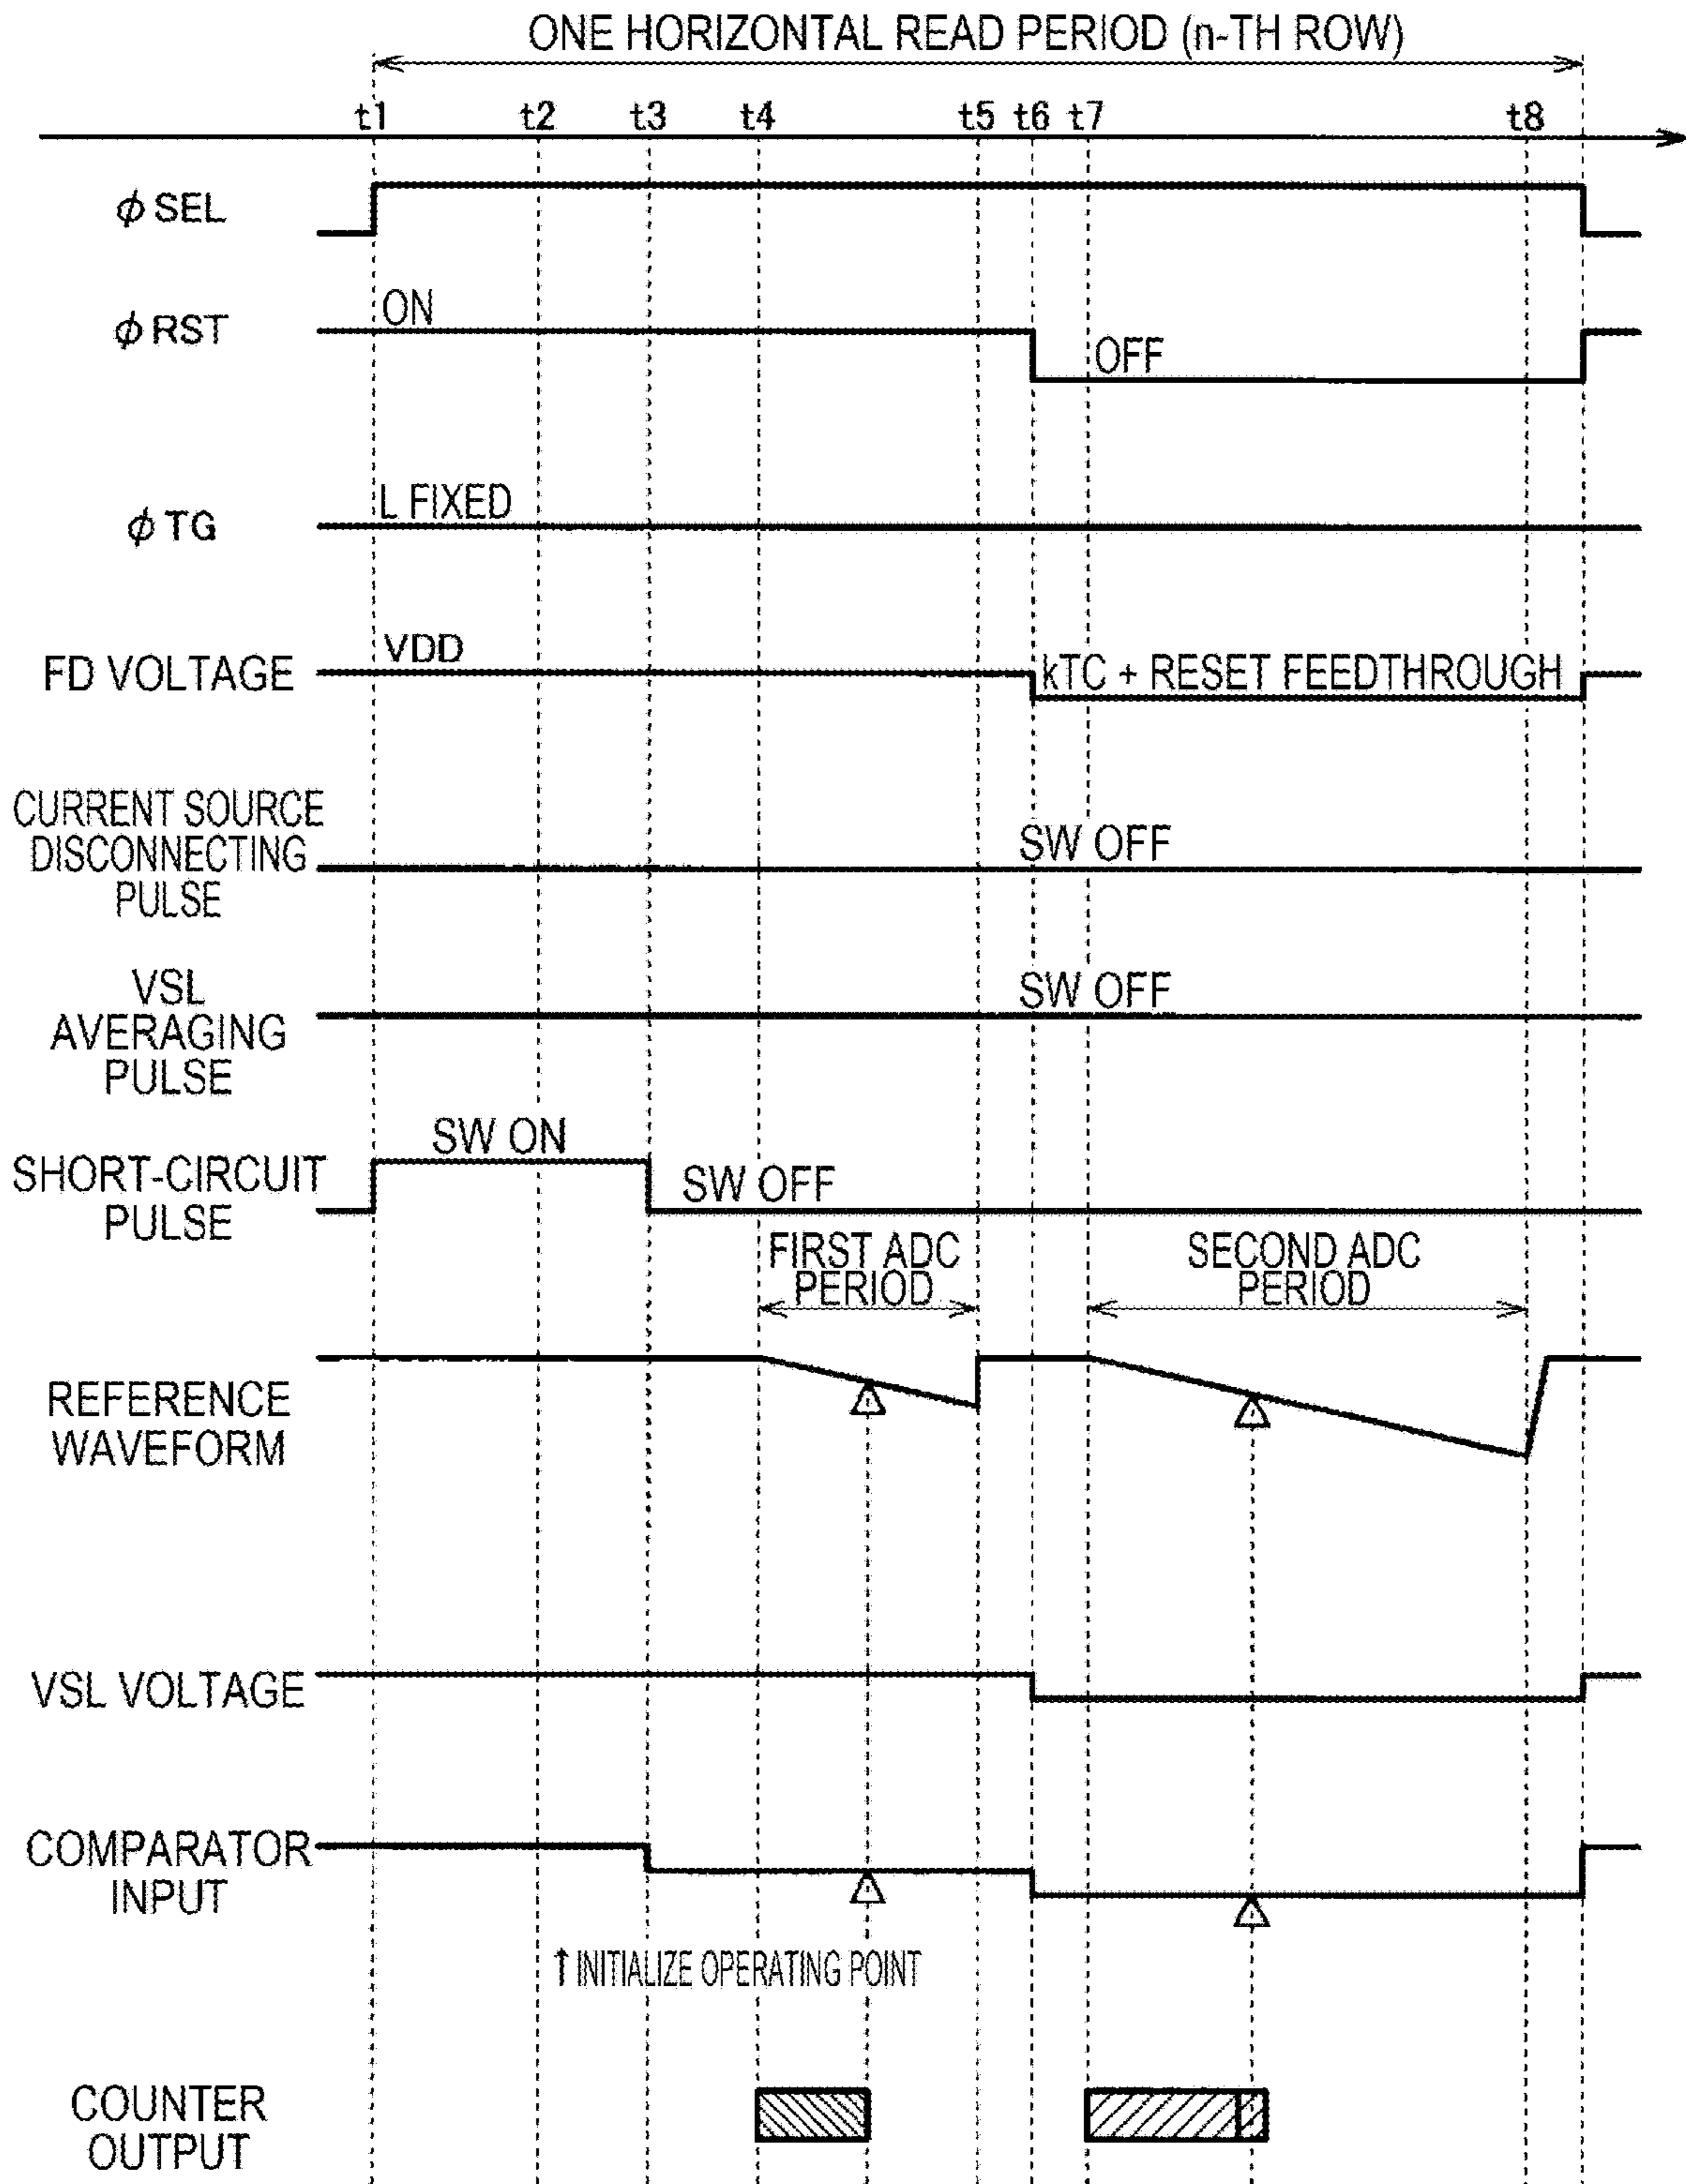 ONE HORIZONTAL READ PERIOD (n-TH ROW)
t1 t2 t3 t4 t5 t6 t7 t8
ϕ SEL
ON
ϕ RST
OFF
L FIXED
ϕ TG
VDD
FD VOLTAGE
kTC + RESET FEEDTHROUGH
CURRENT SOURCE
DISCONNECTING
PULSE
SW OFF
VSL
AVERAGING
PULSE
SW OFF
SW ON
SHORT-CIRCUIT
PULSE
SW OFF
FIRST ADC
PERIOD
SECOND ADC
PERIOD
REFERENCE
WAVEFORM
VSL VOLTAGE
COMPARATOR
INPUT
↑ INITIALIZE OPERATING POINT
COUNTER
OUTPUT